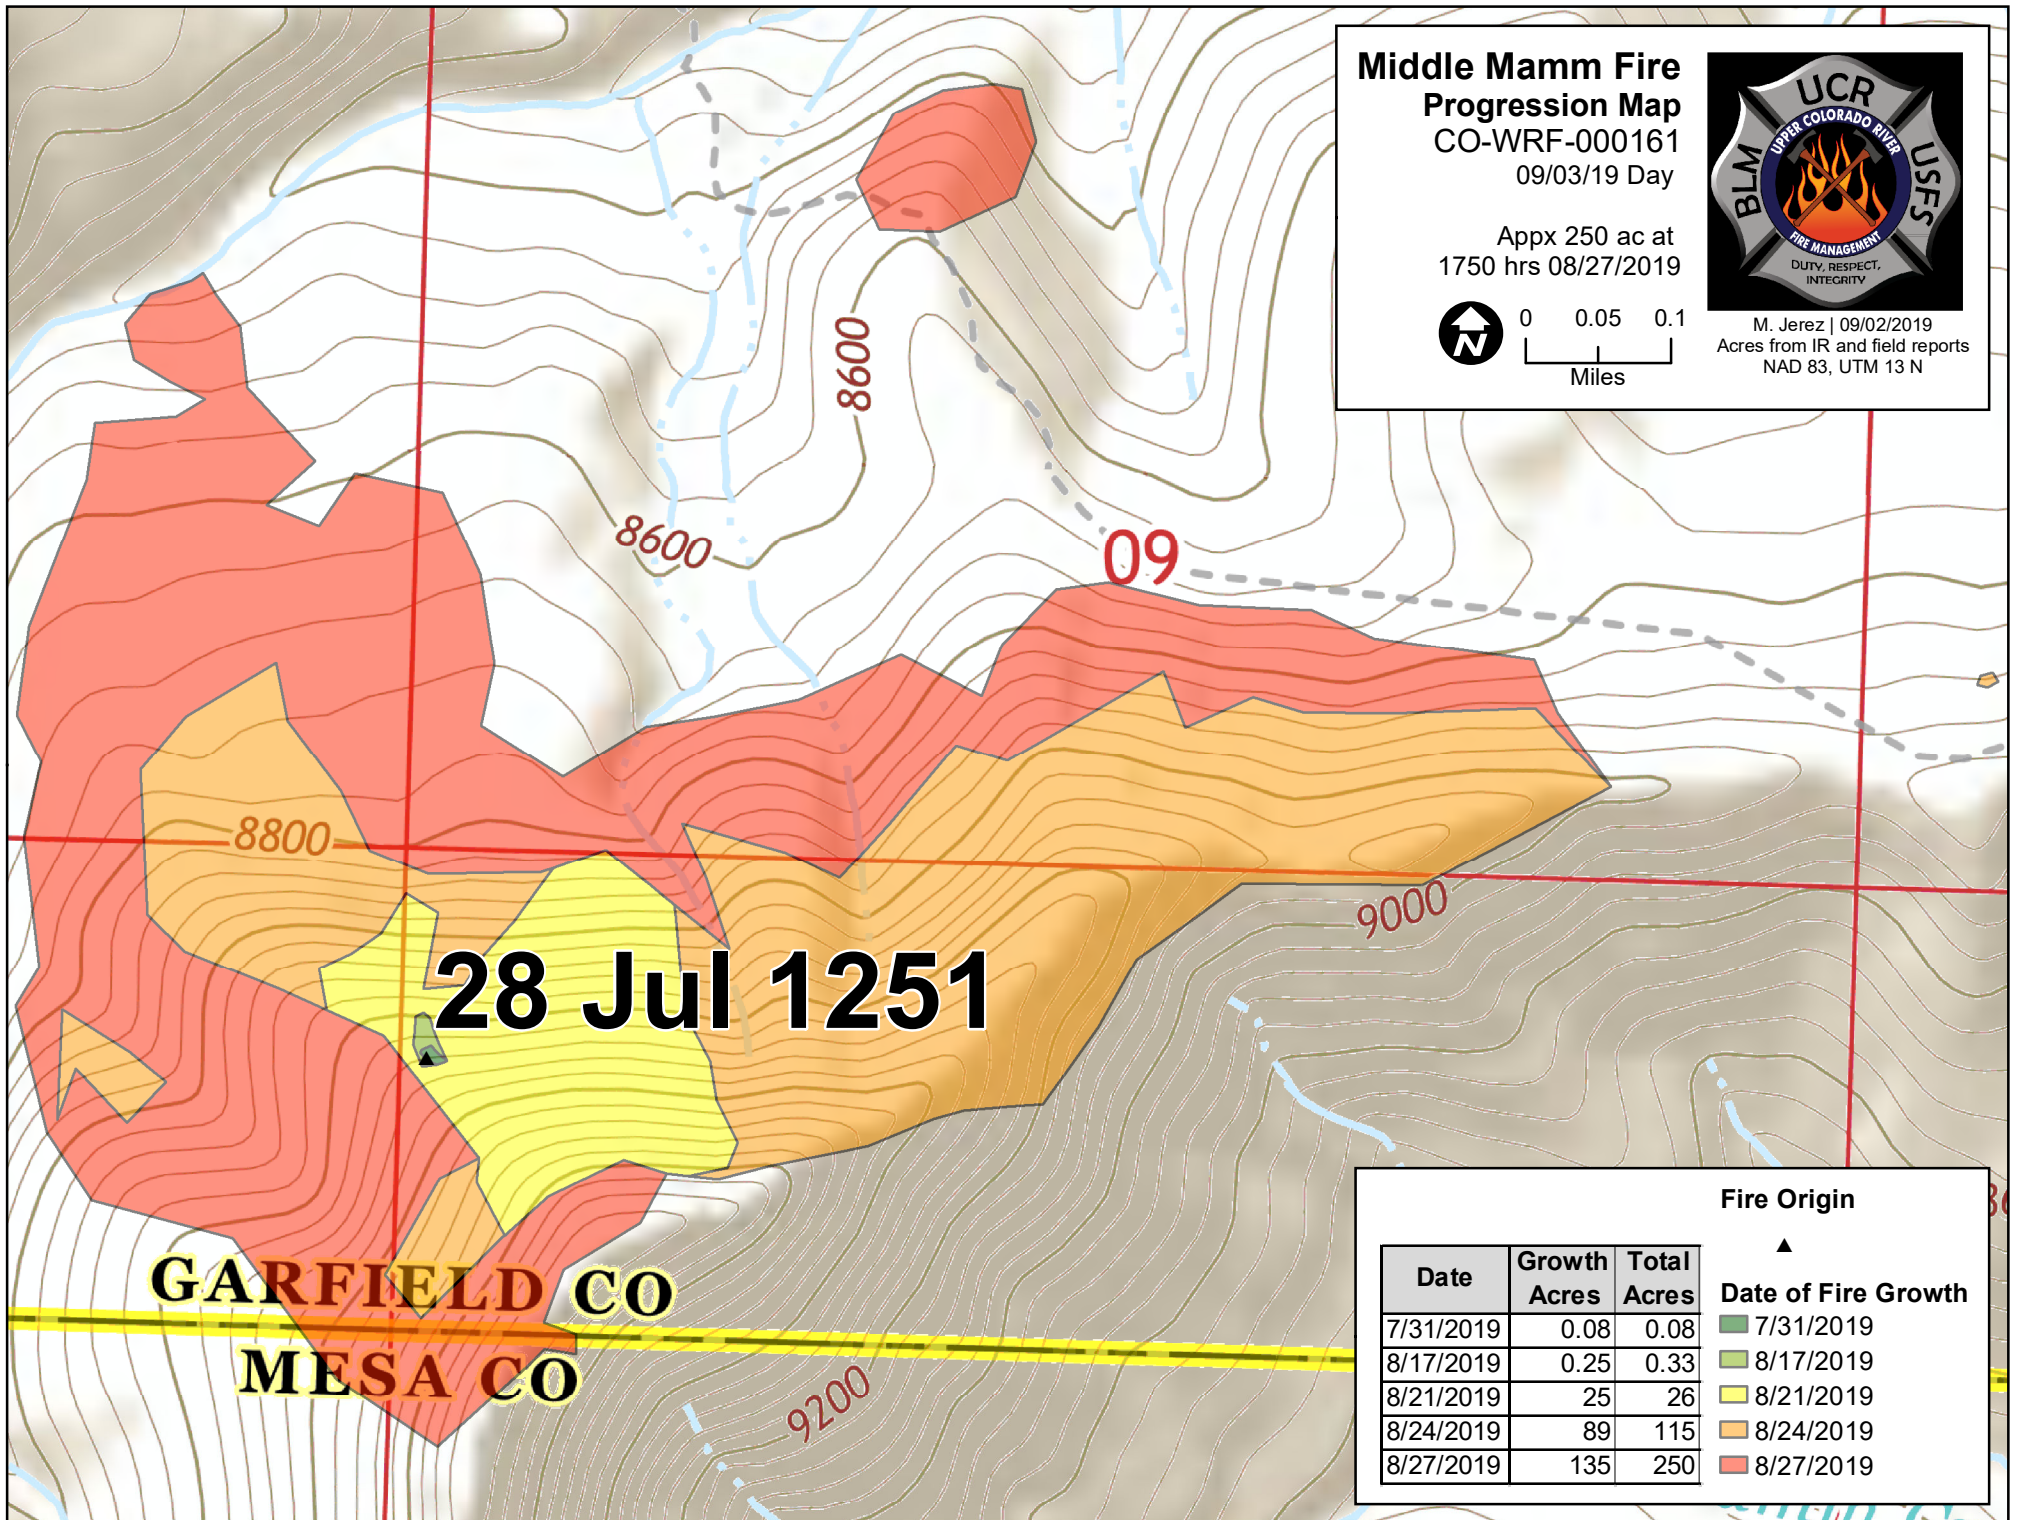 Middle Mamm Fire
Progression Map
CO-WRF-000161
09/03/19 Day
Appx 250 ac at
1750 hrs 08/27/2019
N
0 0.05 0.1
Miles
UCR
UPPER COLORADO RIVER
BLM
USFS
FIRE MANAGEMENT
DUTY, RESPECT,
INTEGRITY
M. Jerez | 09/02/2019
Acres from IR and field reports
NAD 83, UTM 13 N
8600
8600
09
8800
9000
28 Jul 1251
GARFIELD CO
MESA CO
9200
Fire Origin
Date of Fire Growth
7/31/2019
8/17/2019
8/21/2019
8/24/2019
8/27/2019
Date Growth Acres Total Acres
7/31/2019 0.08 0.08
8/17/2019 0.25 0.33
8/21/2019 25 26
8/24/2019 89 115
8/27/2019 135 250